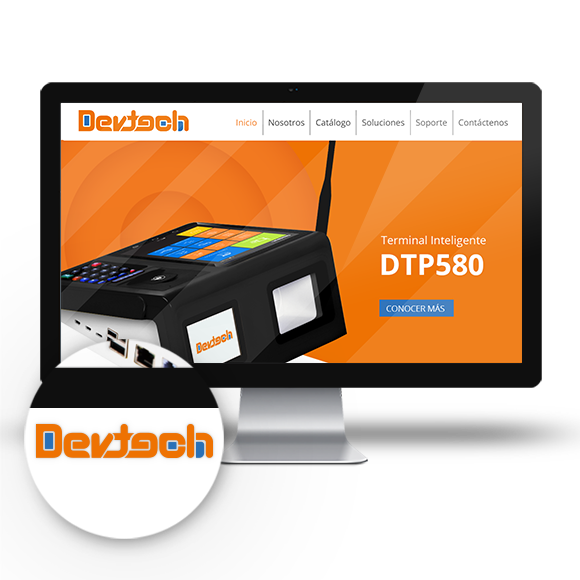 Devtech
Inicio Nosotros Catálogo Soluciones Soporte Contáctenos
Terminal Inteligente
DTP580
CONOCER MÁS
Devtech
Devtech